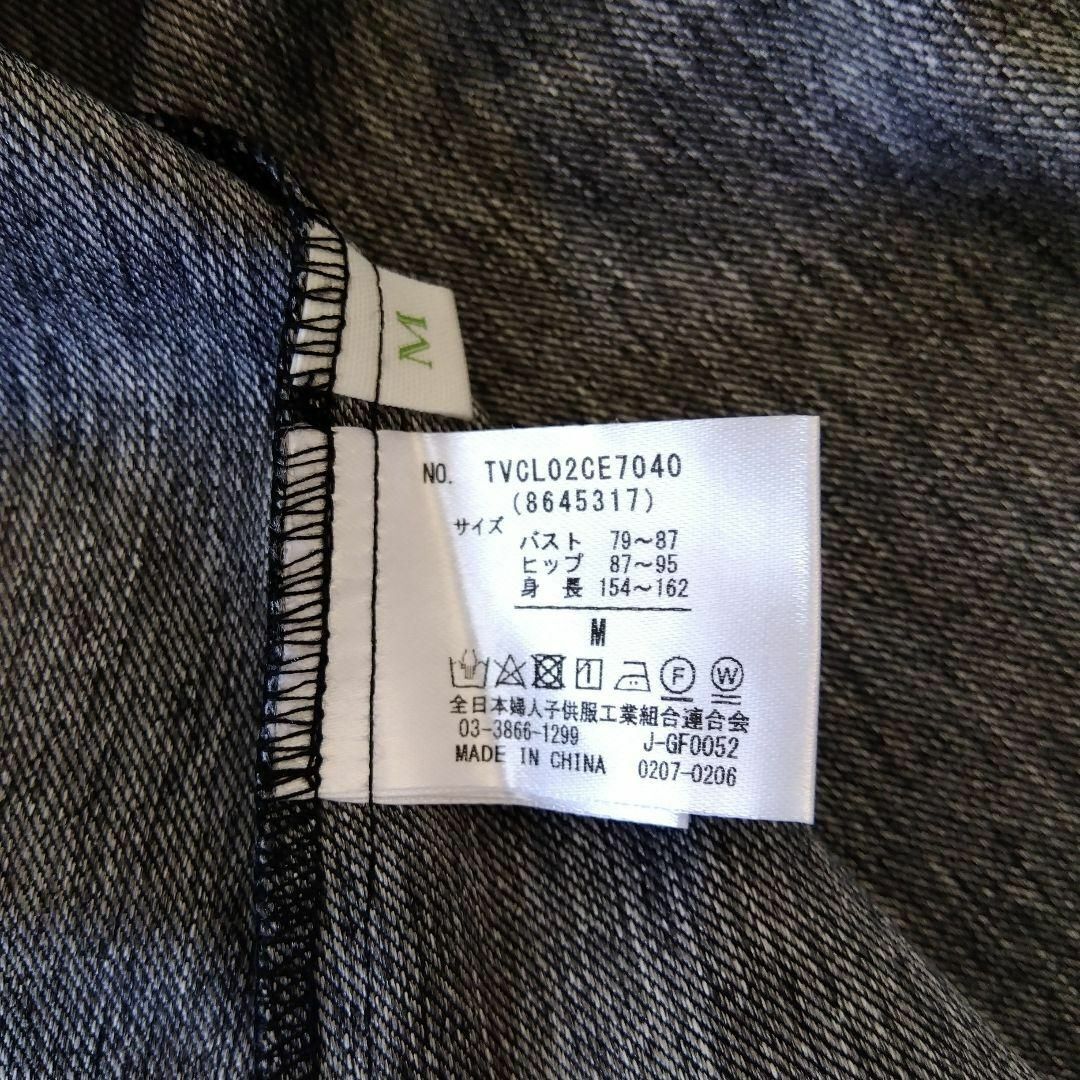 M
NO. TVCL02CE7040
(8645317)
サイズ
バスト 79～87
ヒップ 87～95
身長 154～162
M
F W
全日本婦人子供服工業組合連合会
03-3866-1299 J-GF0052
MADE IN CHINA 0207-0206